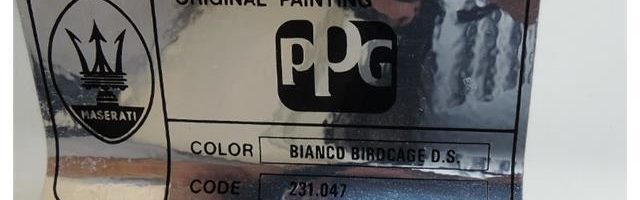 ORIGINAL PAINTING
PPG
MASERATI
COLOR BIANCO BIRDCAGE D.S.
CODE 231.047